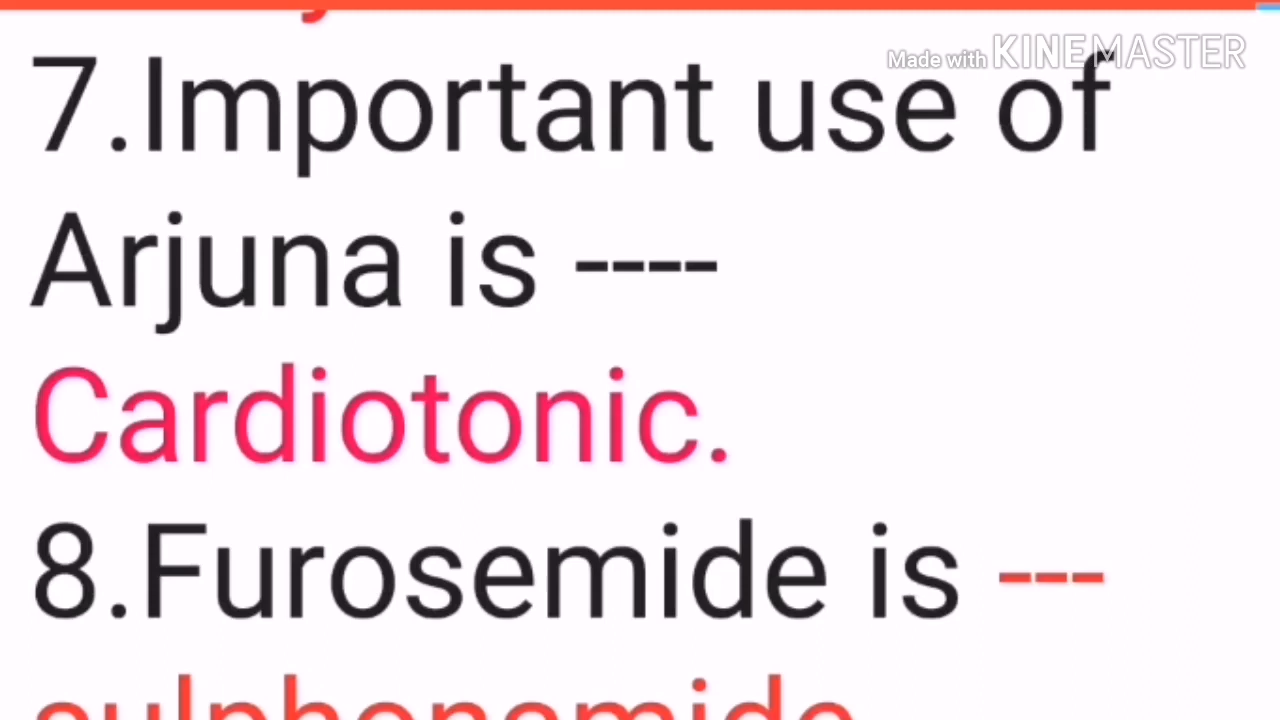 Made with KINEMASTER
7.Important use of
Arjuna is ----
Cardiotonic.
8.Furosemide is ---
sulphonamide